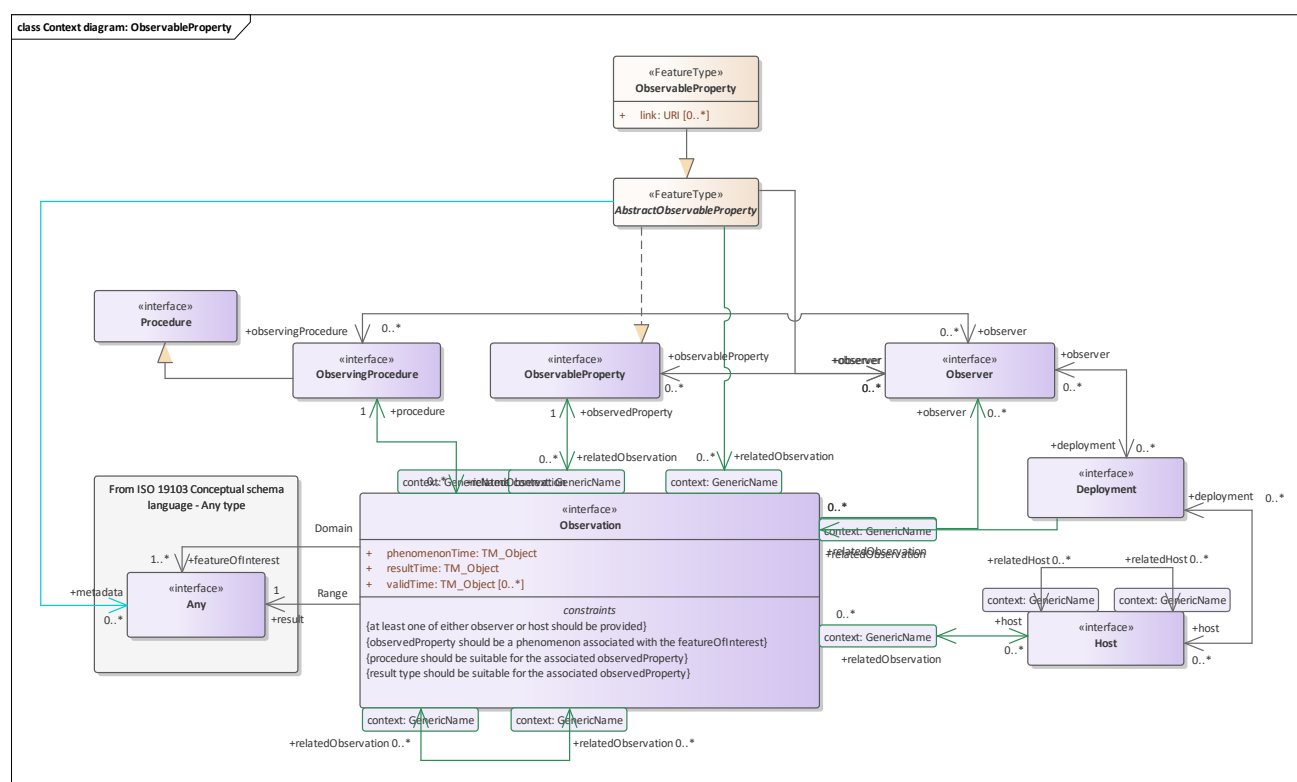 class Context diagram: ObservableProperty
«FeatureType»
ObservableProperty
+ link: URI [0..*]
«FeatureType»
AbstractObservableProperty
«interface»
Procedure
+observingProcedure
0..*
0..*
+observer
«interface»
ObservingProcedure
«interface»
ObservableProperty
+observableProperty
0..*
+observer
0..*
«interface»
Observer
+observer
0..*
1
+procedure
1
+observedProperty
+observer
0..*
+deployment
0..*
0..*
+relatedObservation
0..*
+relatedObservation
0..*
+relatedObservation
context: GenericName
context: GenericName
context: GenericName
«interface»
Deployment
+deployment
0..*
From ISO 19103 Conceptual schema
language - Any type
Domain
1..*
+featureOfInterest
«interface»
Any
+metadata
0..*
1
Range
+result
«interface»
Observation
+ phenomenonTime: TM_Object
+ resultTime: TM_Object
+ validTime: TM_Object [0..*]
constraints
{at least one of either observer or host should be provided}
{observedProperty should be a phenomenon associated with the featureOfInterest}
{procedure should be suitable for the associated observedProperty}
{result type should be suitable for the associated observedProperty}
0..*
context: GenericName
+relatedObservation
+relatedHost 0..*
+relatedHost 0..*
context: GenericName
context: GenericName
0..*
context: GenericName
+relatedObservation
+host
0..*
«interface»
Host
+host
0..*
context: GenericName
context: GenericName
+relatedObservation 0..*
+relatedObservation 0..*